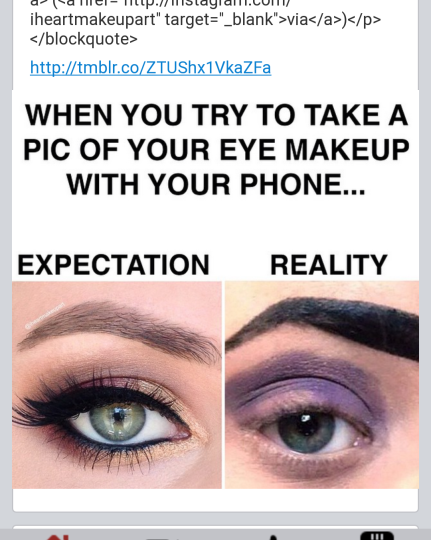 iheartmakeupart" target="_blank">via</a>)</p>
</blockquote>
http://tmblr.co/ZTUShx1VkaZFa
WHEN YOU TRY TO TAKE A
PIC OF YOUR EYE MAKEUP
WITH YOUR PHONE...
EXPECTATION REALITY